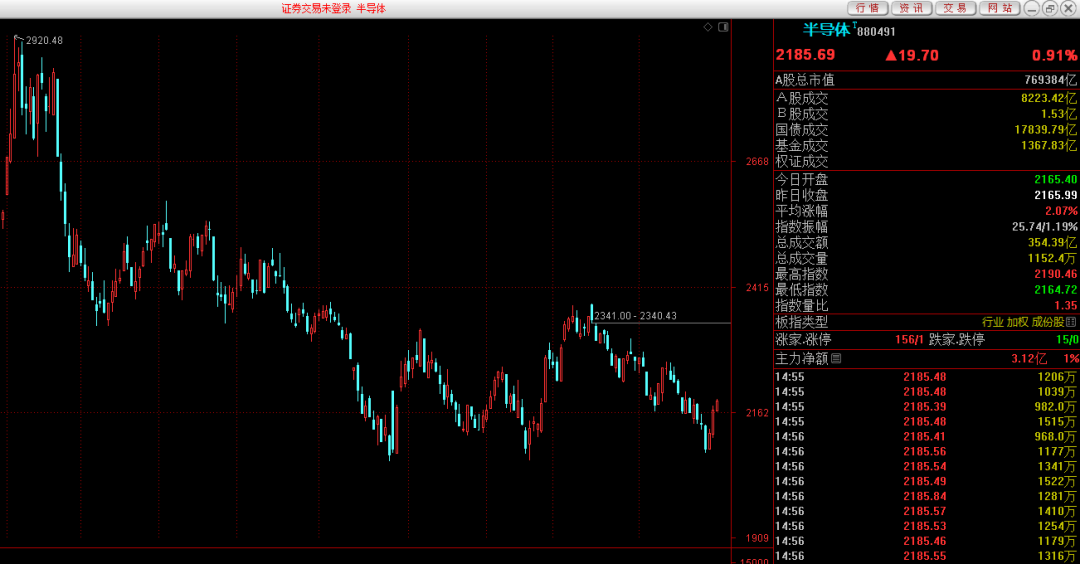 证券交易未登录 半导体
行情 资讯 交易 网站
半导体 T 880491
2185.69 ▲19.70 0.91%
A股总市值 769384亿
A股成交 8223.42亿
B股成交 1.53亿
国债成交 17839.79亿
基金成交 1367.83亿
权证成交
今日开盘 2165.40
昨日收盘 2165.99
平均涨幅 2.07%
指数振幅 25.74/1.19%
总成交额 354.39亿
总成交量 1152.4万
最高指数 2190.46
最低指数 2164.72
指数量比 1.35
板指类型 行业 加权 成份股
涨家.涨停 156/1 跌家.跌停 15/0
主力净额 3.12亿 1%
14:55 2185.48 1206万
14:55 2185.48 1039万
14:55 2185.39 982.0万
14:55 2185.48 1515万
14:56 2185.41 968.0万
14:56 2185.56 1177万
14:56 2185.54 1341万
14:56 2185.49 1522万
14:56 2185.84 1281万
14:56 2185.57 1410万
14:56 2185.53 1254万
14:56 2185.46 1179万
14:56 2185.55 1316万
2920.48
2341.00 - 2340.43
2668
2415
2162
1909